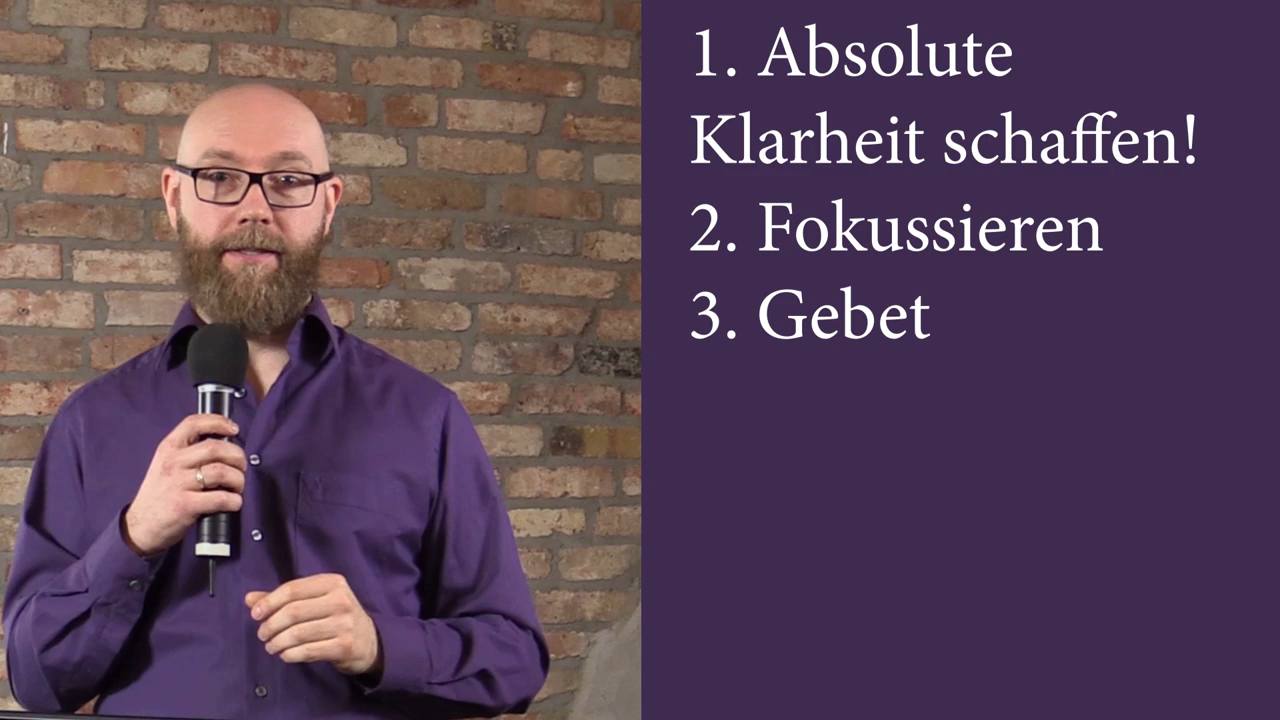 1. Absolute
Klarheit schaffen!
2. Fokussieren
3. Gebet